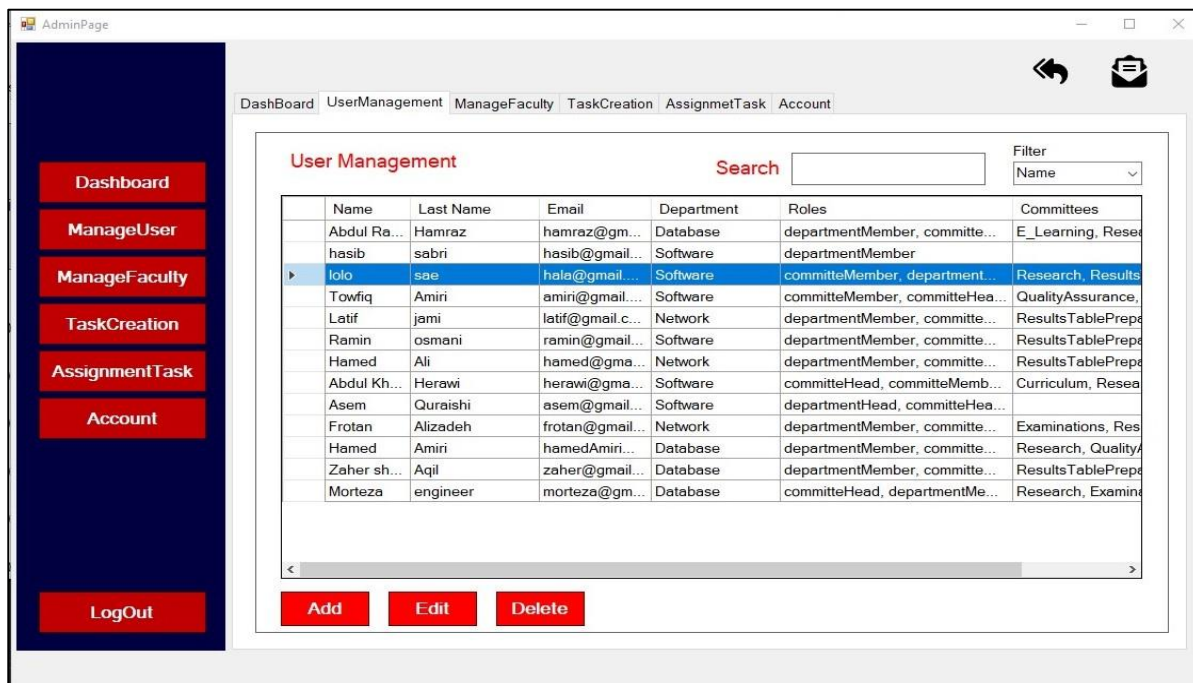 AdminPage
DashBoard UserManagement ManageFaculty TaskCreation AssignmetTask Account
Dashboard
ManageUser
ManageFaculty
TaskCreation
AssignmentTask
Account
LogOut
User Management Search Filter
Name
Name Last Name Email Department Roles Committees
Abdul Ra... Hamraz hamraz@gm... Database departmentMember, committe... E_Learning, Resea
hasib sabri hasib@gmail... Software departmentMember
lolo sae hala@gmail.... Software committeMember, department... Research, Results
Towfiq Amiri amiri@gmail.... Software committeMember, committeHea... QualityAssurance,
Latif jami latif@gmail.c... Network departmentMember, committe... ResultsTablePrepa
Ramin osmani ramin@gmail... Software departmentMember, committe... ResultsTablePrepa
Hamed Ali hamed@gma... Network departmentMember, committe... ResultsTablePrepa
Abdul Kh... Herawi herawi@gma... Software committeHead, committeMemb... Curriculum, Resea
Asem Quraishi asem@gmail... Software departmentHead, committeHea...
Frotan Alizadeh frotan@gmail... Network departmentMember, committe... Examinations, Res
Hamed Amiri hamedAmiri... Database departmentMember, committe... Research, QualityA
Zaher sh... Aqil zaher@gmail... Database departmentMember, committe... ResultsTablePrepa
Morteza engineer morteza@gm... Database committeHead, departmentMe... Research, Examina
Add Edit Delete